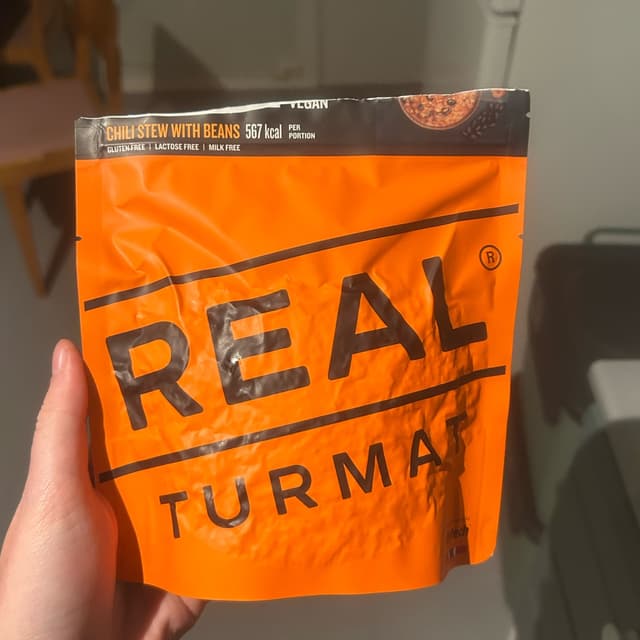 VEGAN
CHILI STEW WITH BEANS 567 kcal PER PORTION
GLUTEN FREE | LACTOSE FREE | MILK FREE
REAL®
TURMAT